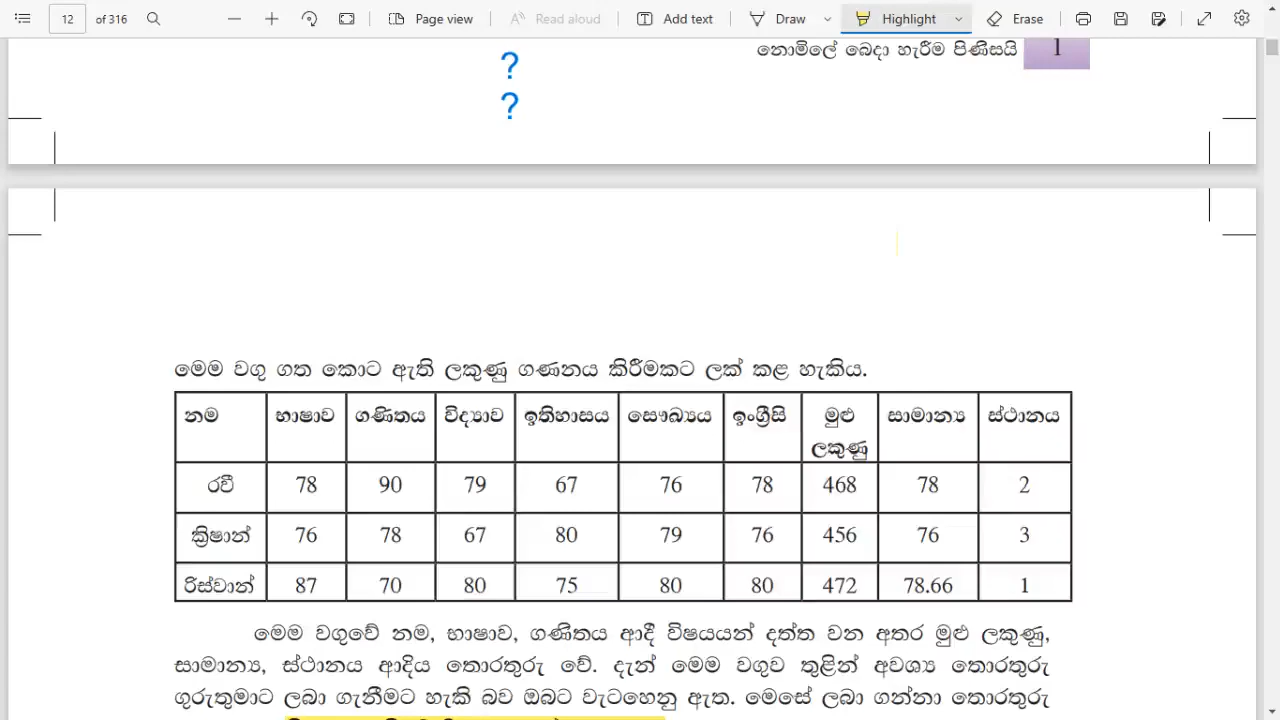 12 of 316 Page view Read aloud Add text Draw Highlight Erase
නොමිලේ බෙදා හැරීම පිණිසයි 1
?
?
මෙම වගු ගත කොට ඇති ලකුණු ගණනය කිරීමකට ලක් කළ හැකිය.
නම භාෂාව ගණිතය විද්‍යාව ඉතිහාසය සෞඛ්‍යය ඉංග්‍රීසි මුළු ලකුණු සාමාන්‍ය ස්ථානය
රවී 78 90 79 67 76 78 468 78 2
ක්‍රිෂාන් 76 78 67 80 79 76 456 76 3
රිස්වාන් 87 70 80 75 80 80 472 78.66 1
මෙම වගුවේ නම, භාෂාව, ගණිතය ආදී විෂයයන් දත්ත වන අතර මුළු ලකුණු,
සාමාන්‍ය, ස්ථානය ආදිය තොරතුරු වේ. දැන් මෙම වගුව තුළින් අවශ්‍ය තොරතුරු
ගුරුතුමාට ලබා ගැනීමට හැකි බව ඔබට වැටහෙනු ඇත. මෙසේ ලබා ගන්නා තොරතුරු